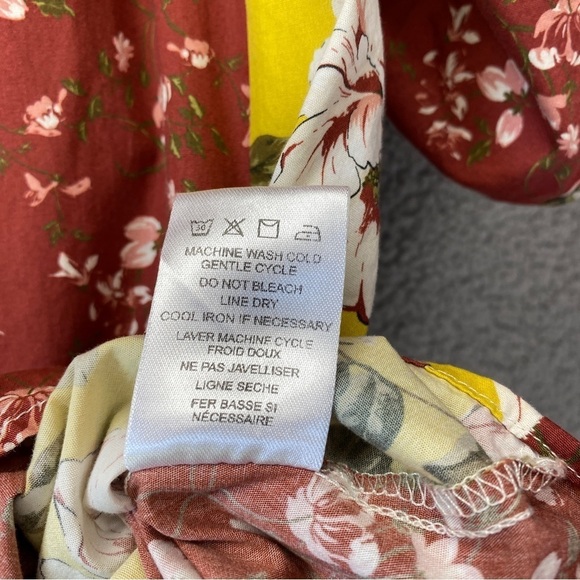 30
MACHINE WASH COLD
GENTLE CYCLE
DO NOT BLEACH
LINE DRY
COOL IRON IF NECESSARY
LAVER MACHINE CYCLE
FROID DOUX
NE PAS JAVELLISER
LIGNE SECHE
FER BASSE SI
NÉCESSAIRE